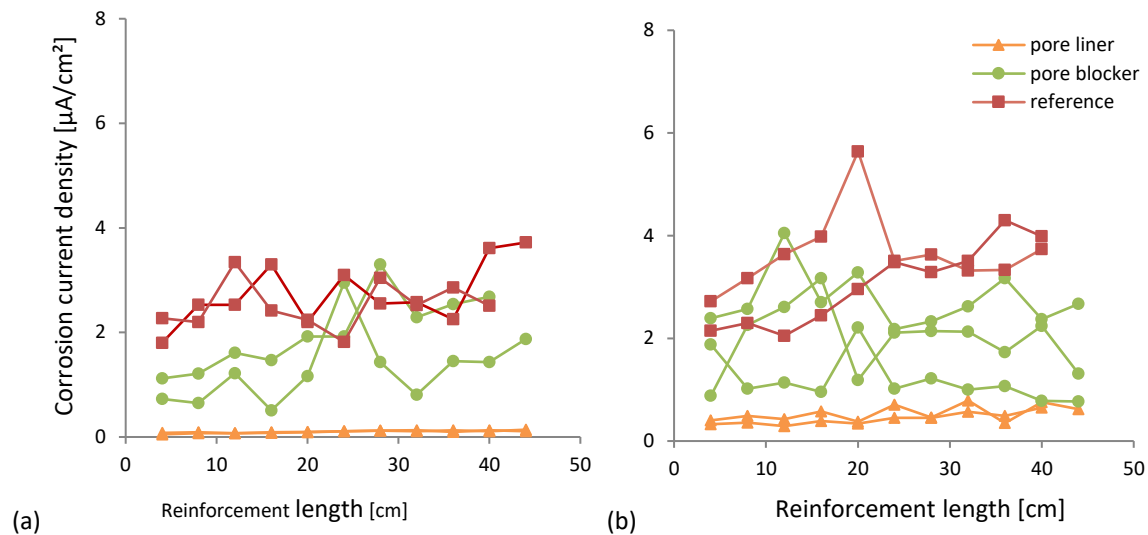 Corrosion current density [µA/cm²]
8
6
4
2
0
0 10 20 30 40 50
Reinforcement length [cm]
(a)
8
6
4
2
0
0 10 20 30 40 50
Reinforcement length [cm]
(b)
pore liner
pore blocker
reference